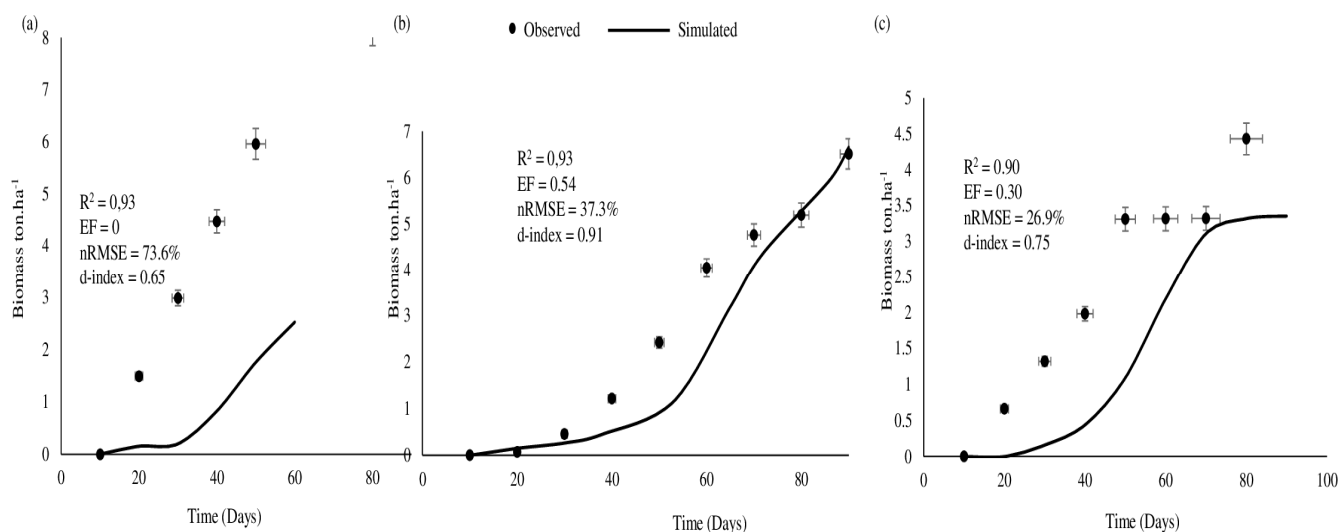 (a)
8
7
6
5
4
3
2
1
0
0
20
40
60
80
Biomass ton.ha⁻¹
Time (Days)
R² = 0,93
EF = 0
nRMSE = 73.6%
d-index = 0.65
(b)
Observed
Simulated
7
6
5
4
3
2
1
0
0
20
40
60
80
Biomass ton.ha⁻¹
Time (Days)
R² = 0,93
EF = 0.54
nRMSE = 37.3%
d-index = 0.91
(c)
5
4.5
4
3.5
3
2.5
2
1.5
1
0.5
0
0
20
40
60
80
100
Biomass ton.ha⁻¹
Time (Days)
R² = 0.90
EF = 0.30
nRMSE = 26.9%
d-index = 0.75